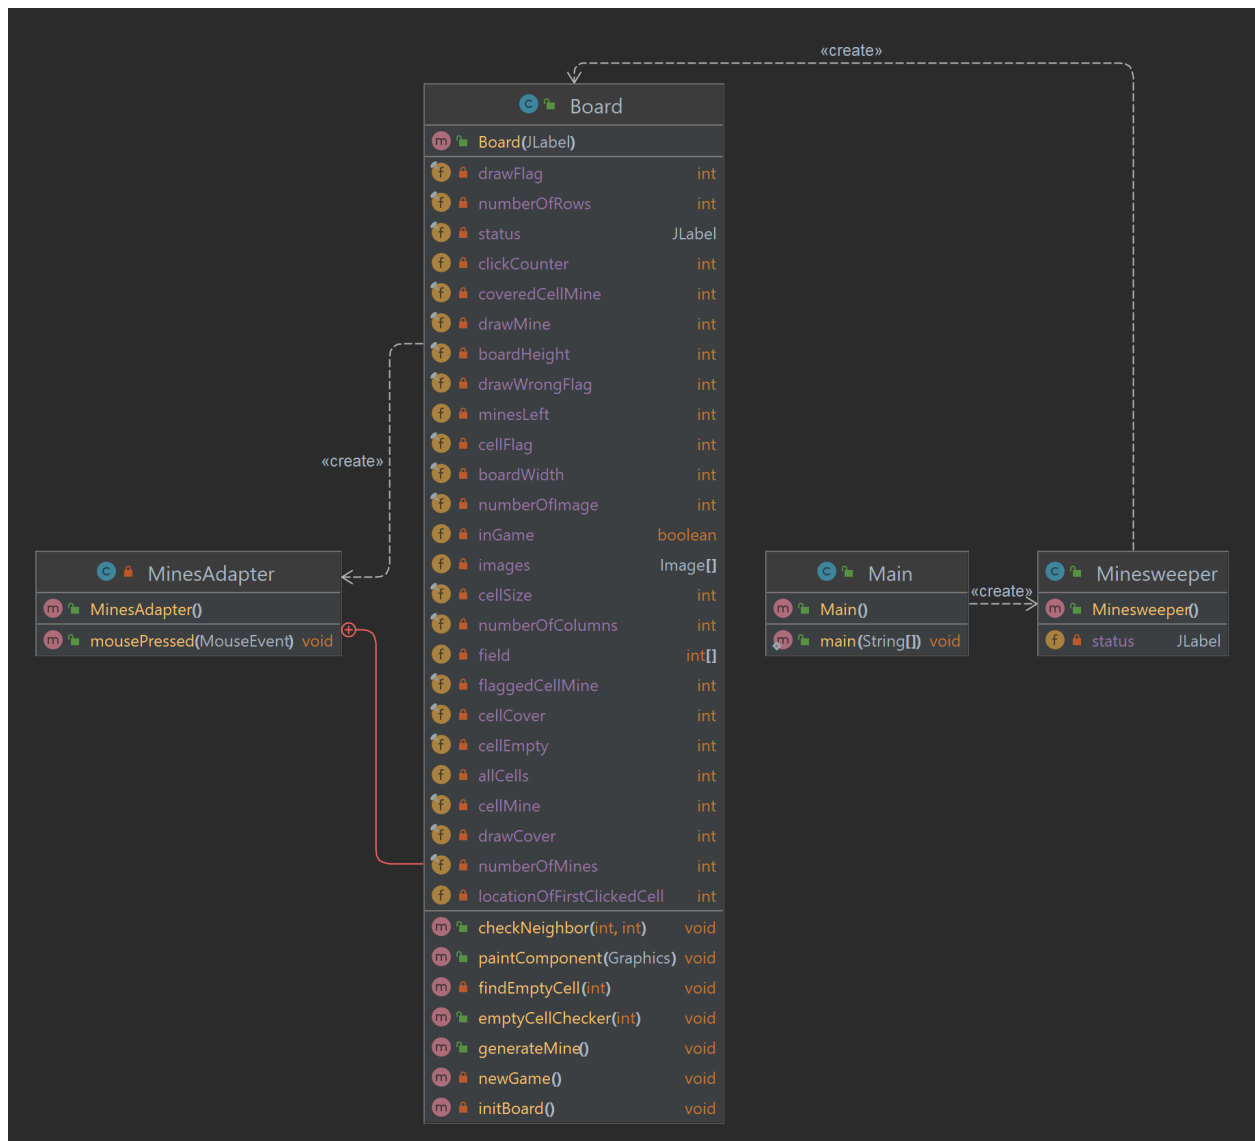 «create»
Board
Board(JLabel)
drawFlag int
numberOfRows int
status JLabel
clickCounter int
coveredCellMine int
drawMine int
boardHeight int
drawWrongFlag int
minesLeft int
cellFlag int
«create»
boardWidth int
numberOfImage int
inGame boolean
images Image[]
cellSize int
numberOfColumns int
field int[]
flaggedCellMine int
cellCover int
cellEmpty int
allCells int
cellMine int
drawCover int
numberOfMines int
locationOfFirstClickedCell int
checkNeighbor(int, int) void
paintComponent(Graphics) void
findEmptyCell(int) void
emptyCellChecker(int) void
generateMine() void
newGame() void
initBoard() void
MinesAdapter
MinesAdapter()
mousePressed(MouseEvent) void
Main
Main()
main(String[]) void
«create»
Minesweeper
Minesweeper()
status JLabel